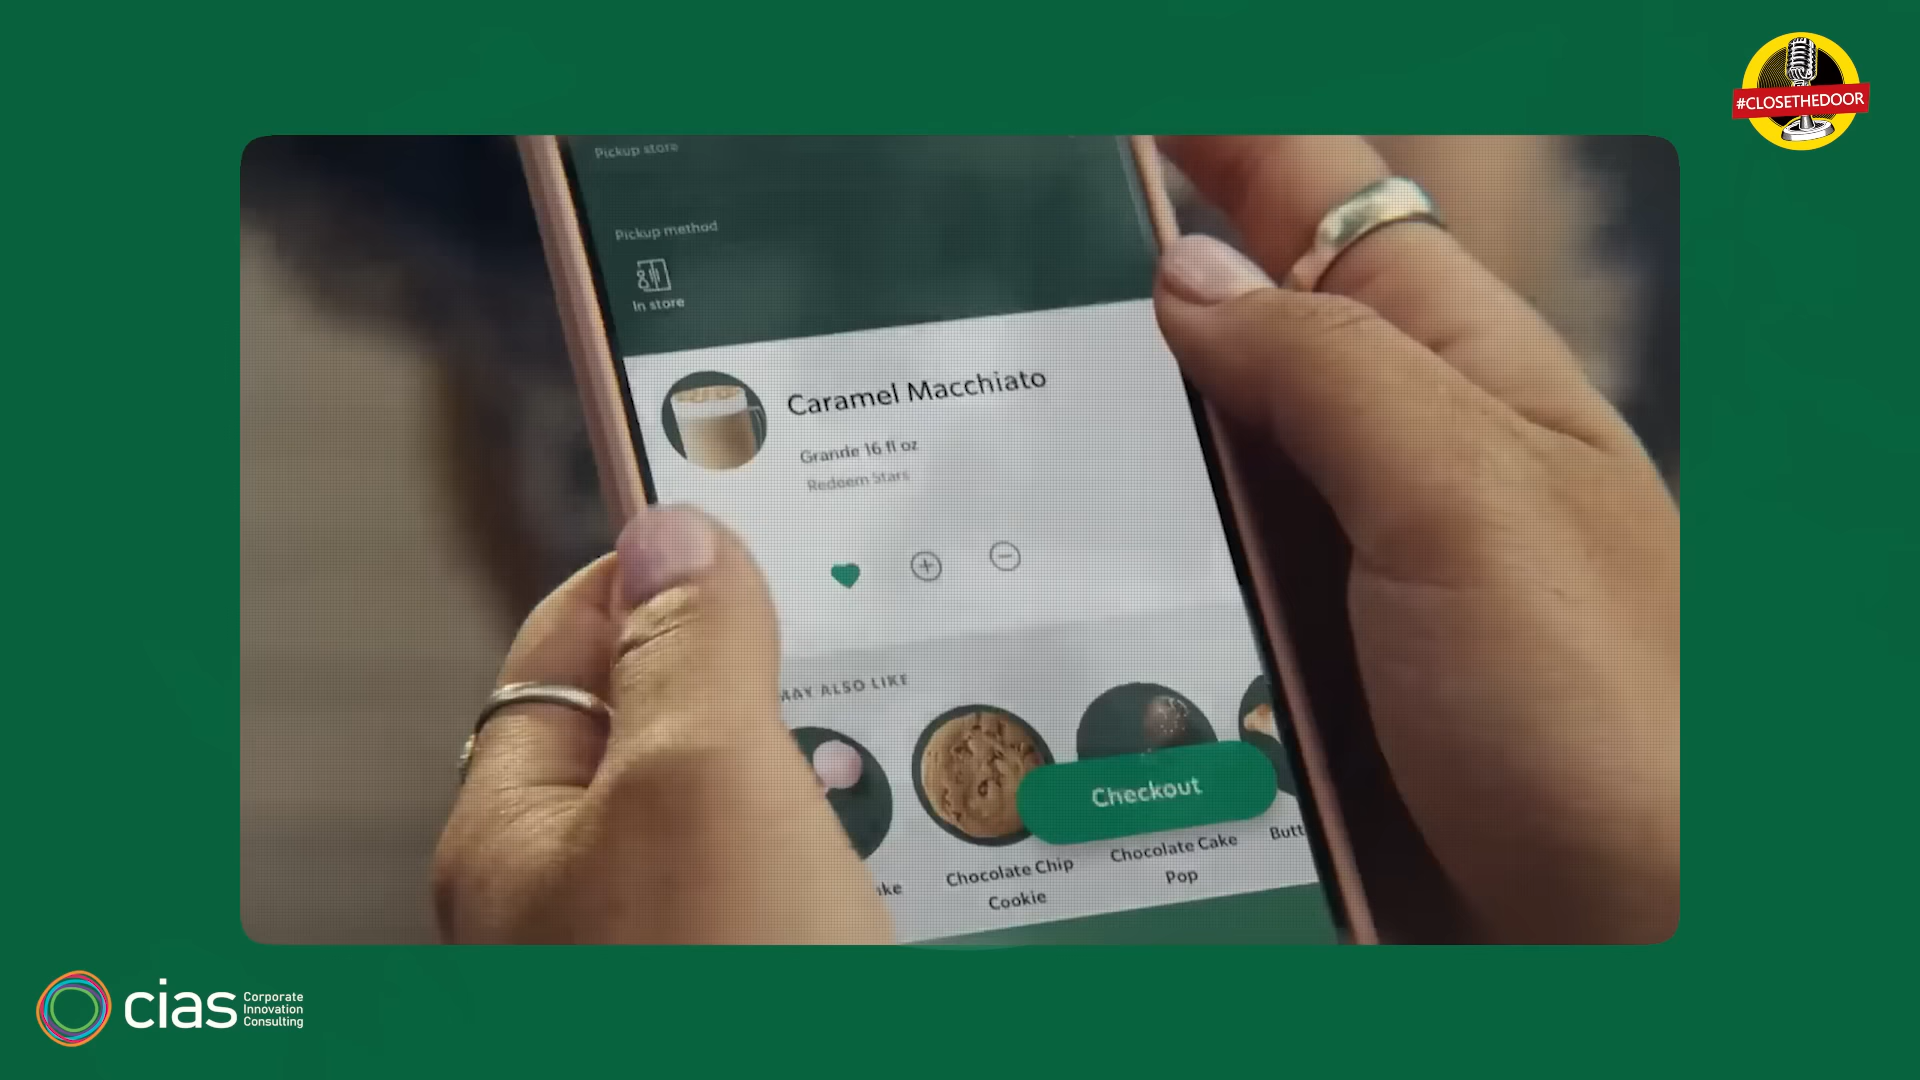 #CLOSETHEDOOR
Pickup store
Pickup method
In store
Caramel Macchiato
Grande 16 fl oz
Redeem Stars
MAY ALSO LIKE
Checkout
Chocolate Chip
Cookie
Chocolate Cake
Pop
cias
Corporate
Innovation
Consulting